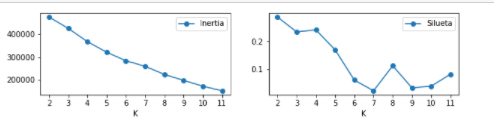 Inertia
400000
300000
200000
2 3 4 5 6 7 8 9 10 11
K
Silueta
0.2
0.1
2 3 4 5 6 7 8 9 10 11
K